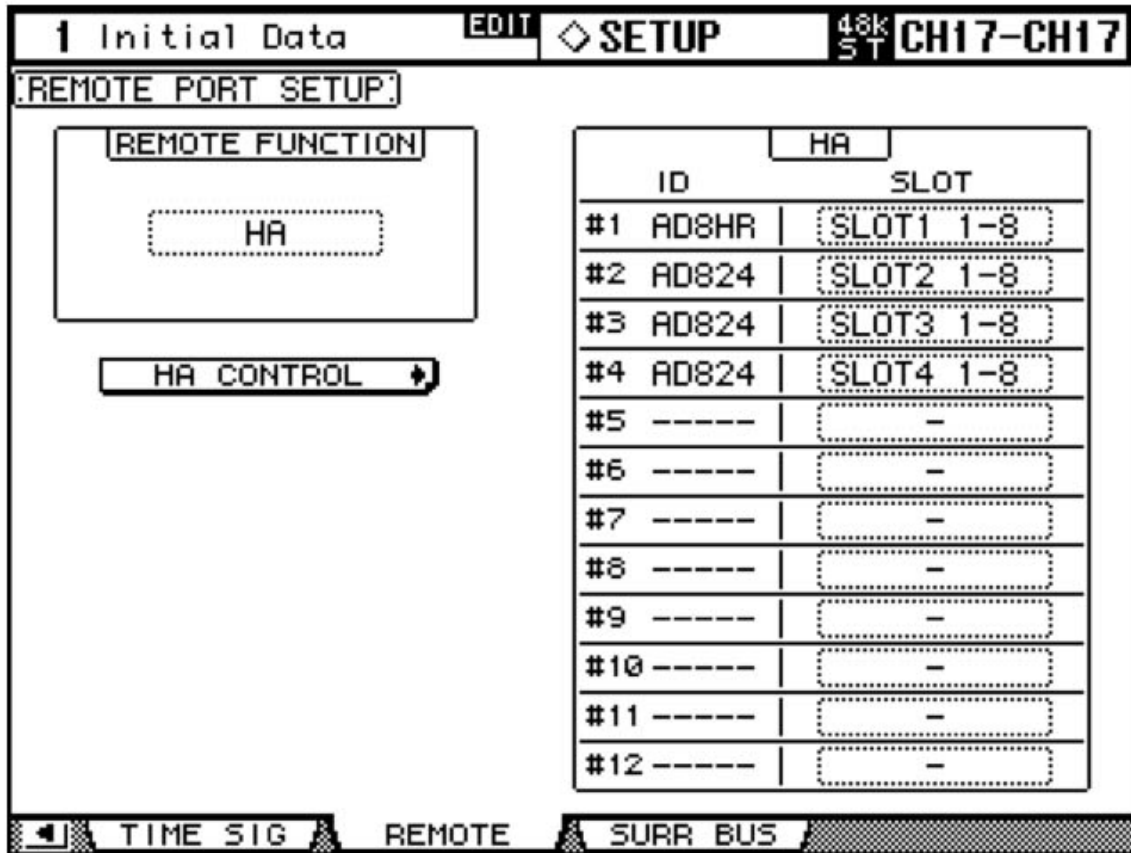 1 Initial Data EDIT ◇ SETUP 48k ST CH17-CH17
REMOTE PORT SETUP
REMOTE FUNCTION
HA
HA CONTROL
HA
ID SLOT
#1 AD8HR SLOT1 1-8
#2 AD824 SLOT2 1-8
#3 AD824 SLOT3 1-8
#4 AD824 SLOT4 1-8
#5 ----- -
#6 ----- -
#7 ----- -
#8 ----- -
#9 ----- -
#10 ----- -
#11 ----- -
#12 ----- -
TIME SIG REMOTE SURR BUS